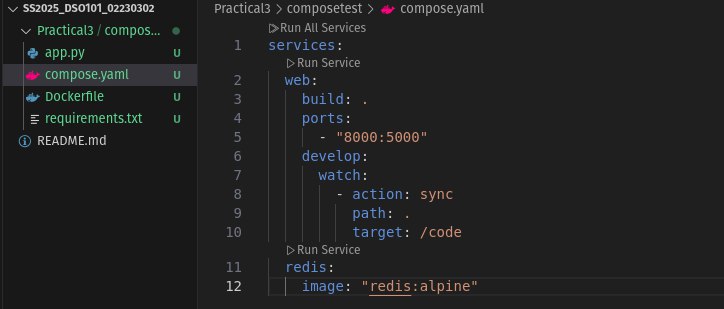 SS2025_DSO101_02230302
Practical3 / compos...
app.py U
compose.yaml U
Dockerfile U
requirements.txt U
README.md
Practical3 > composetest > compose.yaml
Run All Services
1 services:
Run Service
2 web:
3 build: .
4 ports:
5 - "8000:5000"
6 develop:
7 watch:
8 - action: sync
9 path: .
10 target: /code
Run Service
11 redis:
12 image: "redis:alpine"